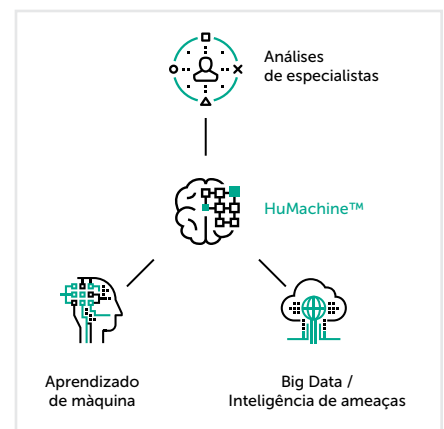 Análises
de especialistas
HuMachine™
Aprendizado
de màquina
Big Data /
Inteligência de ameaças